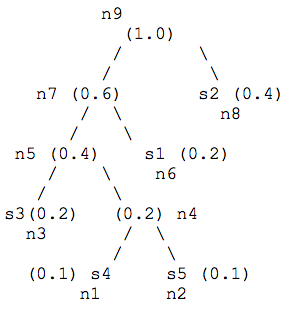 n9
(1.0)
n7 (0.6) s2 (0.4)
n8
n5 (0.4) s1 (0.2)
n6
s3(0.2) (0.2) n4
n3
(0.1) s4 s5 (0.1)
n1 n2